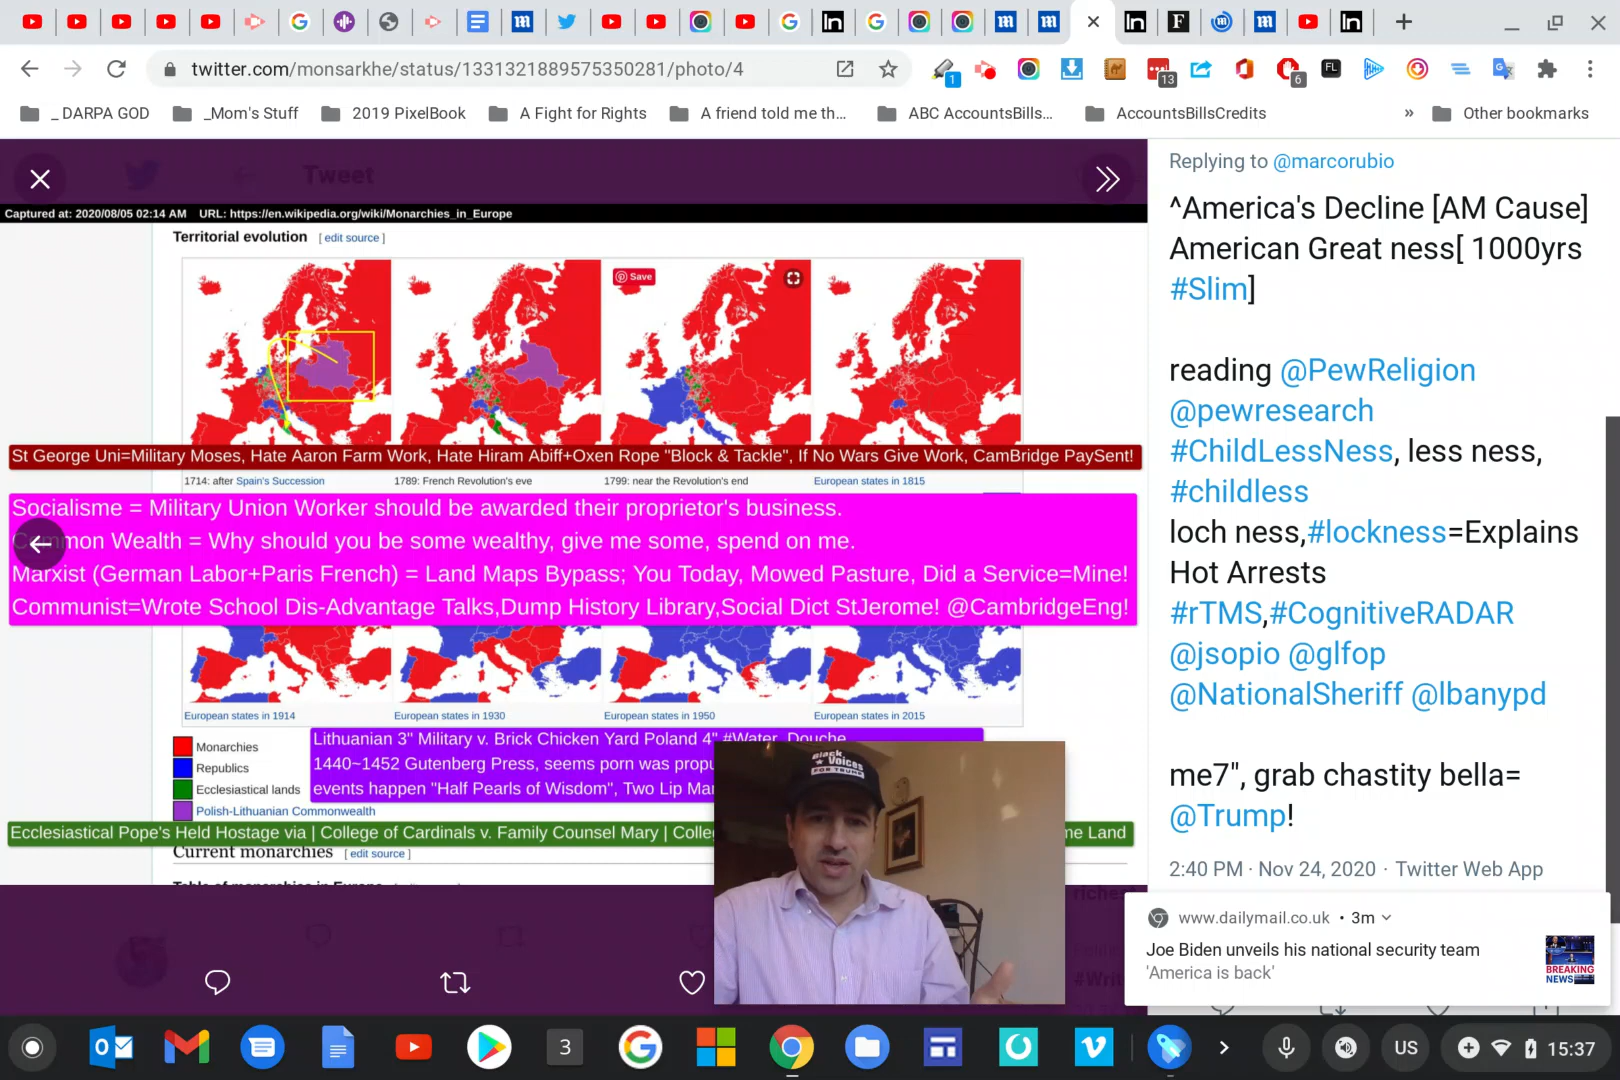 twitter.com/monsarkhe/status/1331321889575350281/photo/4
1
13
6
FL
_ DARPA GOD
_Mom's Stuff
2019 PixelBook
A Fight for Rights
A friend told me th...
ABC AccountsBills...
AccountsBillsCredits
»
Other bookmarks
Tweet
Captured at: 2020/08/05 02:14 AM URL: https://en.wikipedia.org/wiki/Monarchies_in_Europe
Territorial evolution [ edit source ]
Save
St George Uni=Military Moses, Hate Aaron Farm Work, Hate Hiram Abiff+Oxen Rope "Block & Tackle", If No Wars Give Work, CamBridge PaySent!
1714: after Spain's Succession
1789: French Revolution's eve
1799: near the Revolution's end
European states in 1815
Socialisme = Military Union Worker should be awarded their proprietor's business.
mon Wealth = Why should you be some wealthy, give me some, spend on me.
Marxist (German Labor+Paris French) = Land Maps Bypass; You Today, Mowed Pasture, Did a Service=Mine!
Communist=Wrote School Dis-Advantage Talks,Dump History Library,Social Dict StJerome! @CambridgeEng!
European states in 1914
European states in 1930
European states in 1950
European states in 2015
Monarchies
Republics
Ecclesiastical lands
Polish-Lithuanian Commonwealth
Lithuanian 3" Military v. Brick Chicken Yard Poland 4" #Water, Douche
1440~1452 Gutenberg Press, seems porn was
events happen "Half Pearls of Wisdom", Two Lip
Ecclesiastical Pope's Held Hostage via | College of Cardinals v. Family Counsel Mary |
Land
Current monarchies [ edit source ]
Black
Voices
FOR TRUMP
Replying to @marcorubio
^America's Decline [AM Cause]
American Great ness[ 1000yrs
#Slim]
reading @PewReligion
@pewresearch
#ChildLessNess, less ness,
#childless
loch ness,#lockness=Explains
Hot Arrests
#rTMS,#CognitiveRADAR
@jsopio @glfop
@NationalSheriff @lbanypd
me7", grab chastity bella=
@Trump!
2:40 PM · Nov 24, 2020 · Twitter Web App
www.dailymail.co.uk • 3m
Joe Biden unveils his national security team
'America is back'
BREAKING
NEWS
3
US
15:37